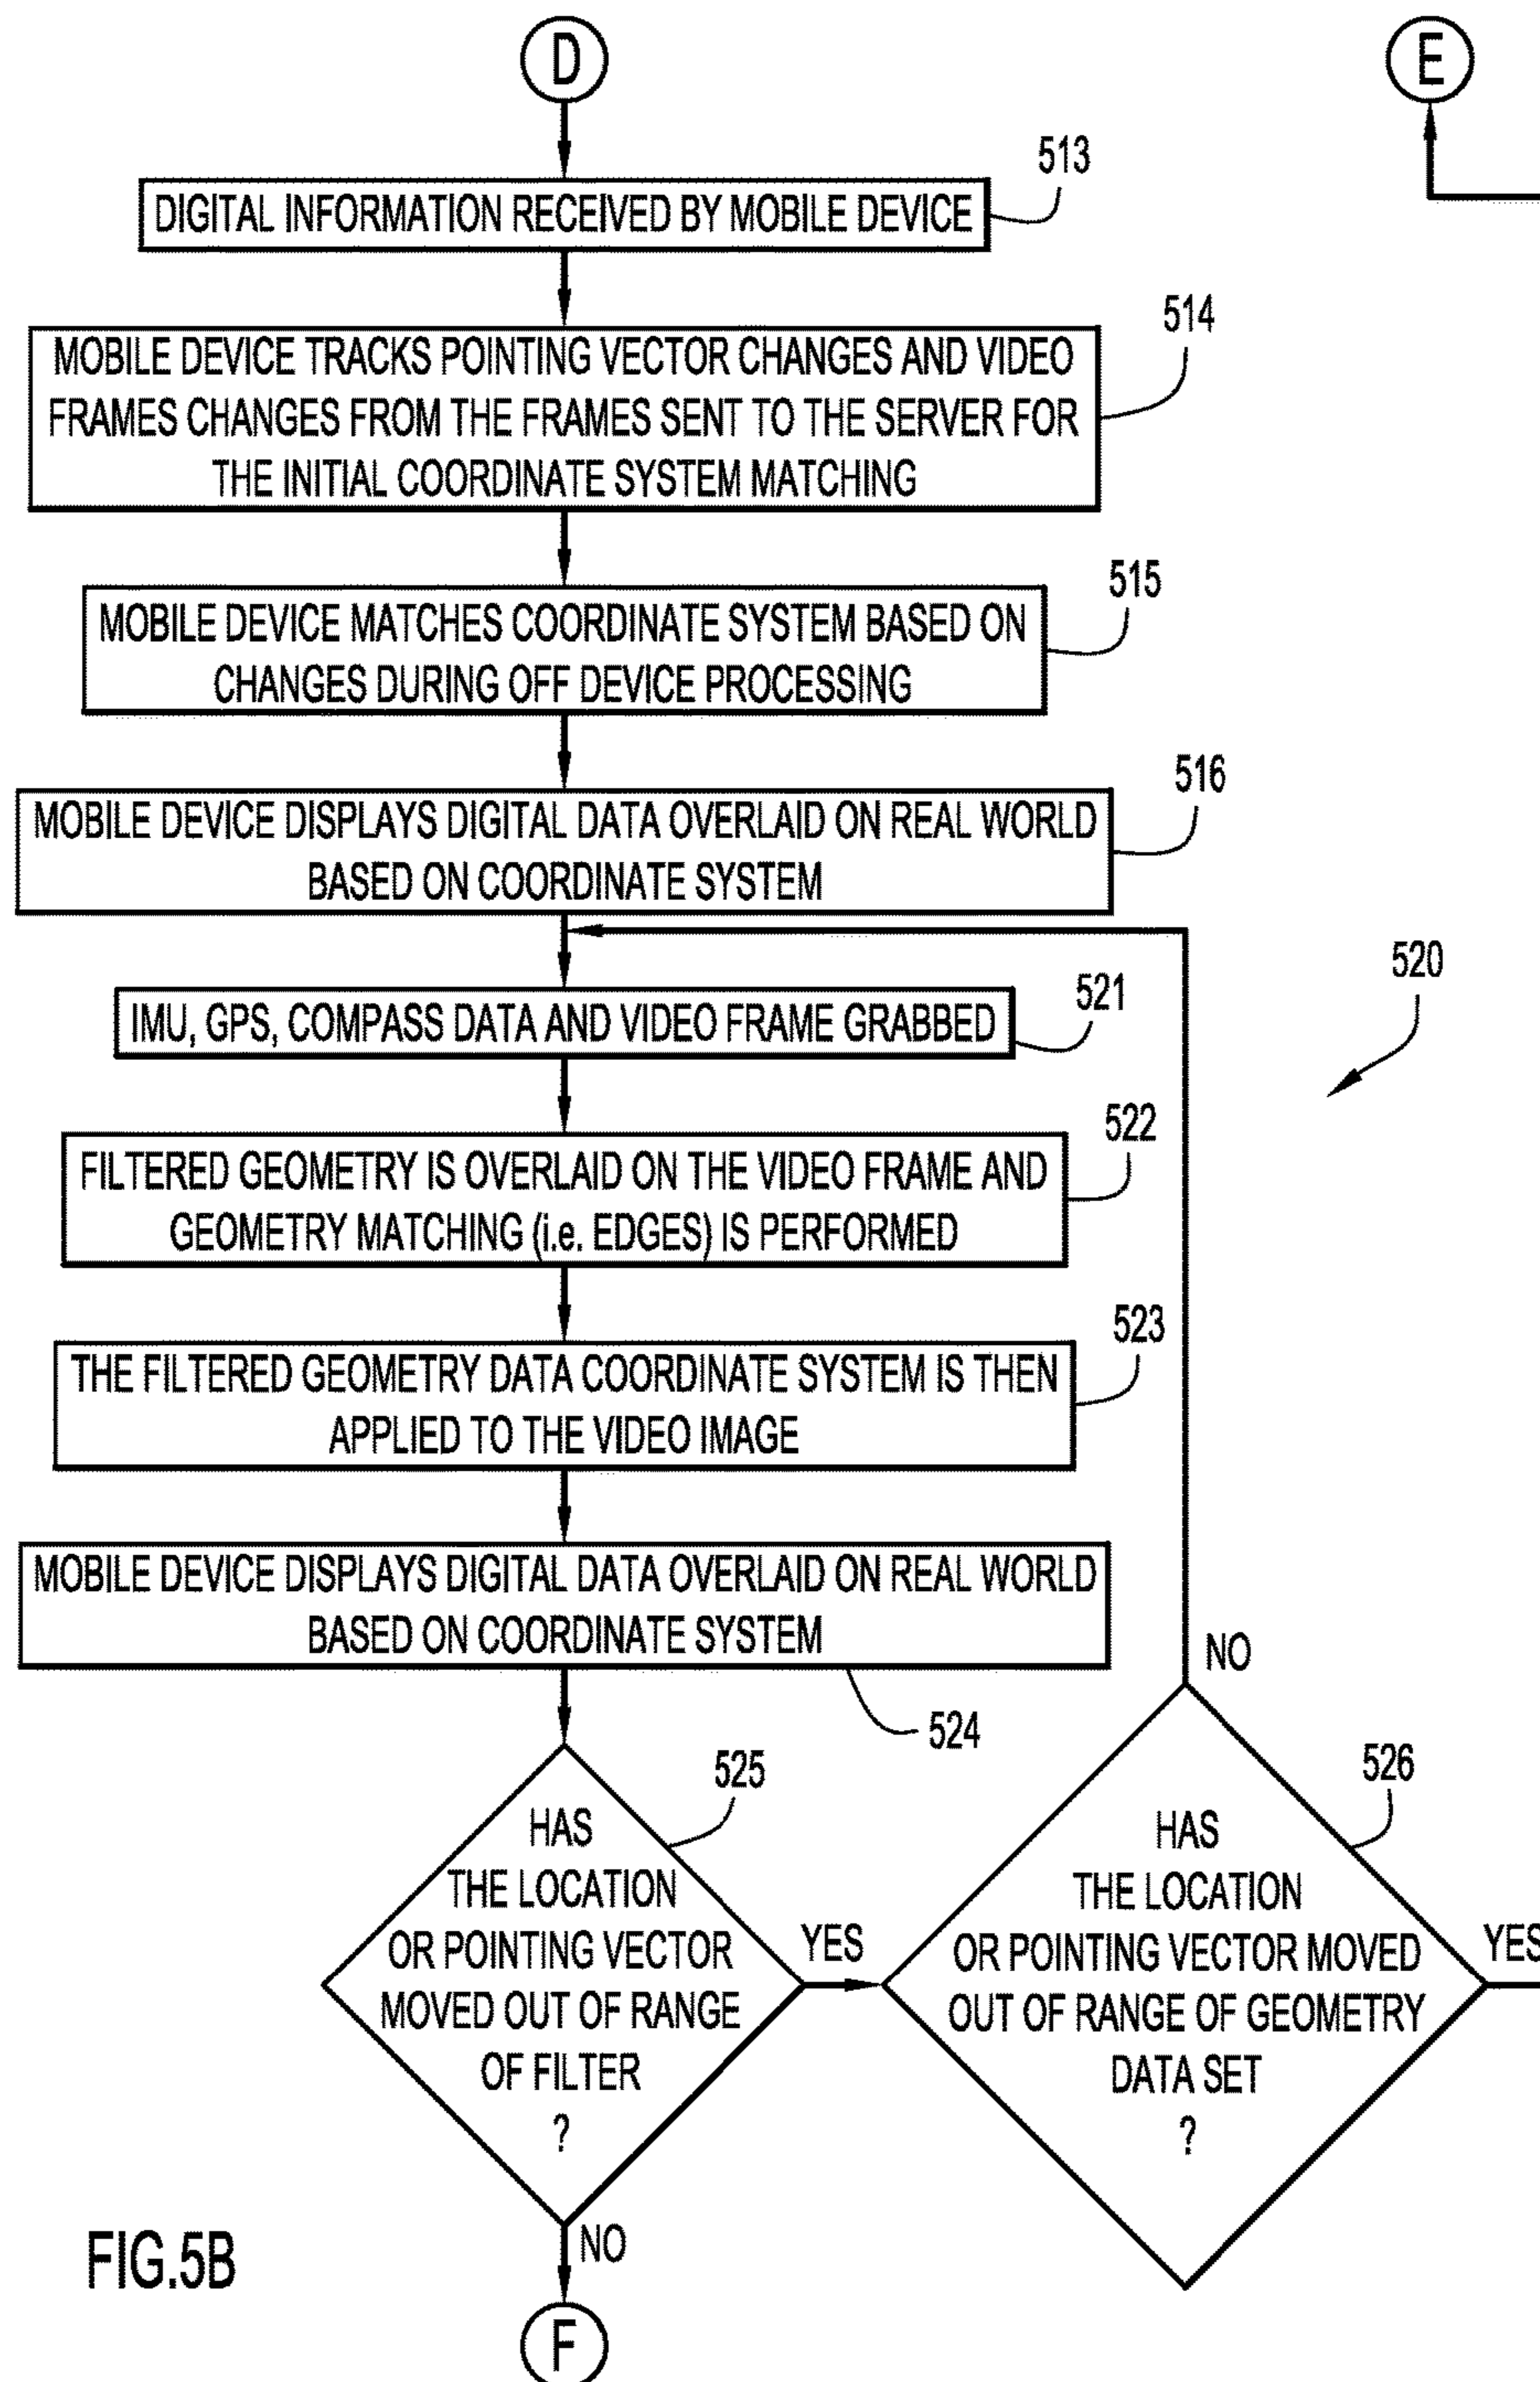 D
E
513
DIGITAL INFORMATION RECEIVED BY MOBILE DEVICE
514
MOBILE DEVICE TRACKS POINTING VECTOR CHANGES AND VIDEO
FRAMES CHANGES FROM THE FRAMES SENT TO THE SERVER FOR
THE INITIAL COORDINATE SYSTEM MATCHING
515
MOBILE DEVICE MATCHES COORDINATE SYSTEM BASED ON
CHANGES DURING OFF DEVICE PROCESSING
516
MOBILE DEVICE DISPLAYS DIGITAL DATA OVERLAID ON REAL WORLD
BASED ON COORDINATE SYSTEM
520
521
IMU, GPS, COMPASS DATA AND VIDEO FRAME GRABBED
522
FILTERED GEOMETRY IS OVERLAID ON THE VIDEO FRAME AND
GEOMETRY MATCHING (i.e. EDGES) IS PERFORMED
523
THE FILTERED GEOMETRY DATA COORDINATE SYSTEM IS THEN
APPLIED TO THE VIDEO IMAGE
MOBILE DEVICE DISPLAYS DIGITAL DATA OVERLAID ON REAL WORLD
BASED ON COORDINATE SYSTEM
524
525
HAS
THE LOCATION
OR POINTING VECTOR
MOVED OUT OF RANGE
OF FILTER
?
YES
NO
526
HAS
THE LOCATION
OR POINTING VECTOR MOVED
OUT OF RANGE OF GEOMETRY
DATA SET
?
YES
NO
FIG.5B
F